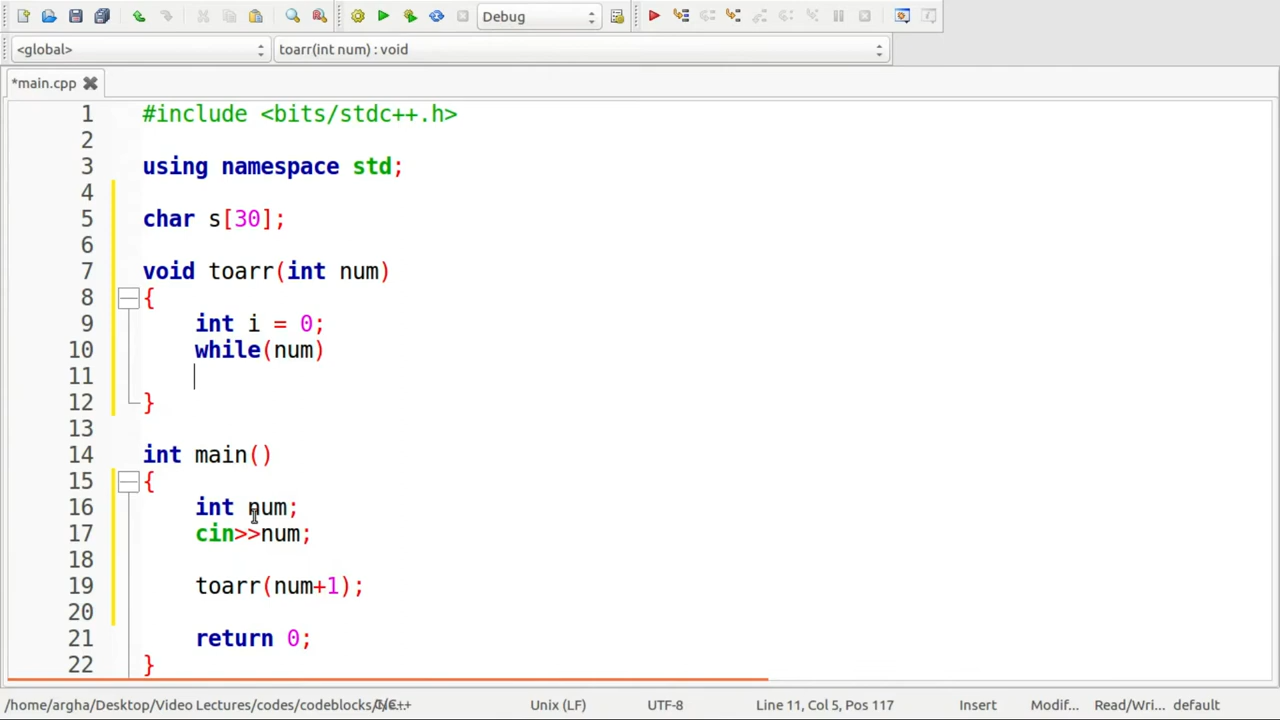 Debug
<global> toarr(int num) : void
*main.cpp
1 #include <bits/stdc++.h>
2
3 using namespace std;
4
5 char s[30];
6
7 void toarr(int num)
8 {
9 int i = 0;
10 while(num)
11
12 }
13
14 int main()
15 {
16 int num;
17 cin>>num;
18
19 toarr(num+1);
20
21 return 0;
22 }
/home/argha/Desktop/Video Lectures/codes/codeblocks/ C/C++ Unix (LF) UTF-8 Line 11, Col 5, Pos 117 Insert Modif... Read/Wri... default